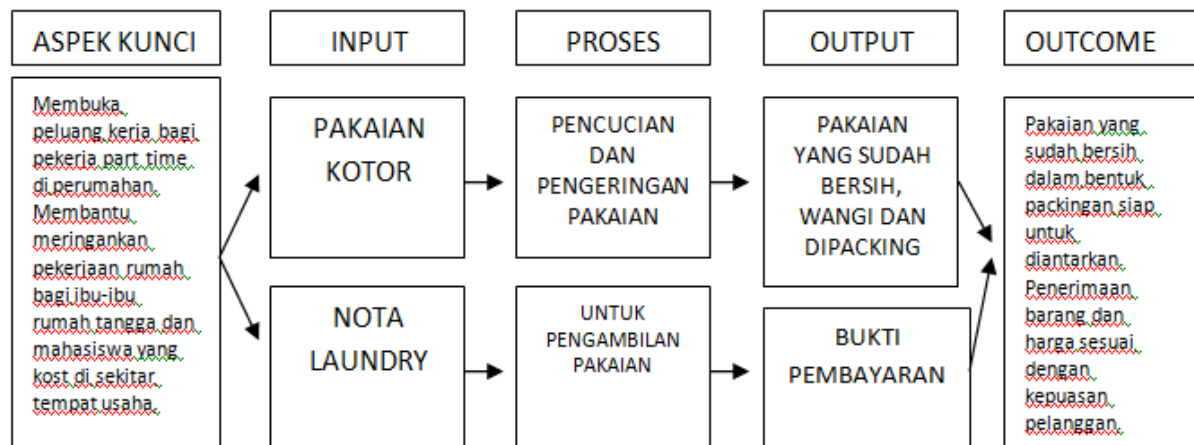 ASPEK KUNCI
INPUT
PROSES
OUTPUT
OUTCOME
Membuka
peluang kerja bagi
pekerja part time
di perumahan.
Membantu
meringankan
pekerjaan rumah
bagi ibu-ibu
rumah tangga dan
mahasiswa yang
kost di sekitar
tempat usaha.
PAKAIAN
KOTOR
PENCUCIAN
DAN
PENGERINGAN
PAKAIAN
PAKAIAN
YANG SUDAH
BERSIH,
WANGI DAN
DIPACKING
NOTA
LAUNDRY
UNTUK
PENGAMBILAN
PAKAIAN
BUKTI
PEMBAYARAN
Pakaian yang
sudah bersih
dalam bentuk
packingan siap
untuk
diantarkan.
Penerimaan
barang dan
harga sesuai
dengan
kepuasan
pelanggan.